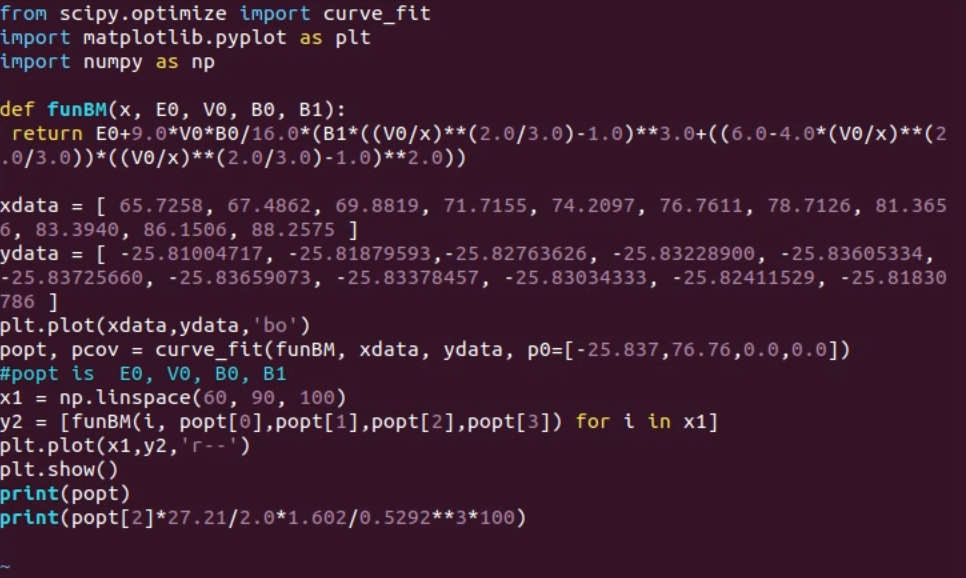 from scipy.optimize import curve_fit
import matplotlib.pyplot as plt
import numpy as np

def funBM(x, E0, V0, B0, B1):
 return E0+9.0*V0*B0/16.0*(B1*((V0/x)**(2.0/3.0)-1.0)**3.0+((6.0-4.0*(V0/x)**(2
.0/3.0))*((V0/x)**(2.0/3.0)-1.0)**2.0))

xdata = [ 65.7258, 67.4862, 69.8819, 71.7155, 74.2097, 76.7611, 78.7126, 81.365
6, 83.3940, 86.1506, 88.2575 ]
ydata = [ -25.81004717, -25.81879593,-25.82763626, -25.83228900, -25.83605334,
-25.83725660, -25.83659073, -25.83378457, -25.83034333, -25.82411529, -25.81830
786 ]
plt.plot(xdata,ydata,'bo')
popt, pcov = curve_fit(funBM, xdata, ydata, p0=[-25.837,76.76,0.0,0.0])
#popt is  E0, V0, B0, B1
x1 = np.linspace(60, 90, 100)
y2 = [funBM(i, popt[0],popt[1],popt[2],popt[3]) for i in x1]
plt.plot(x1,y2,'r--')
plt.show()
print(popt)
print(popt[2]*27.21/2.0*1.602/0.5292**3*100)

~